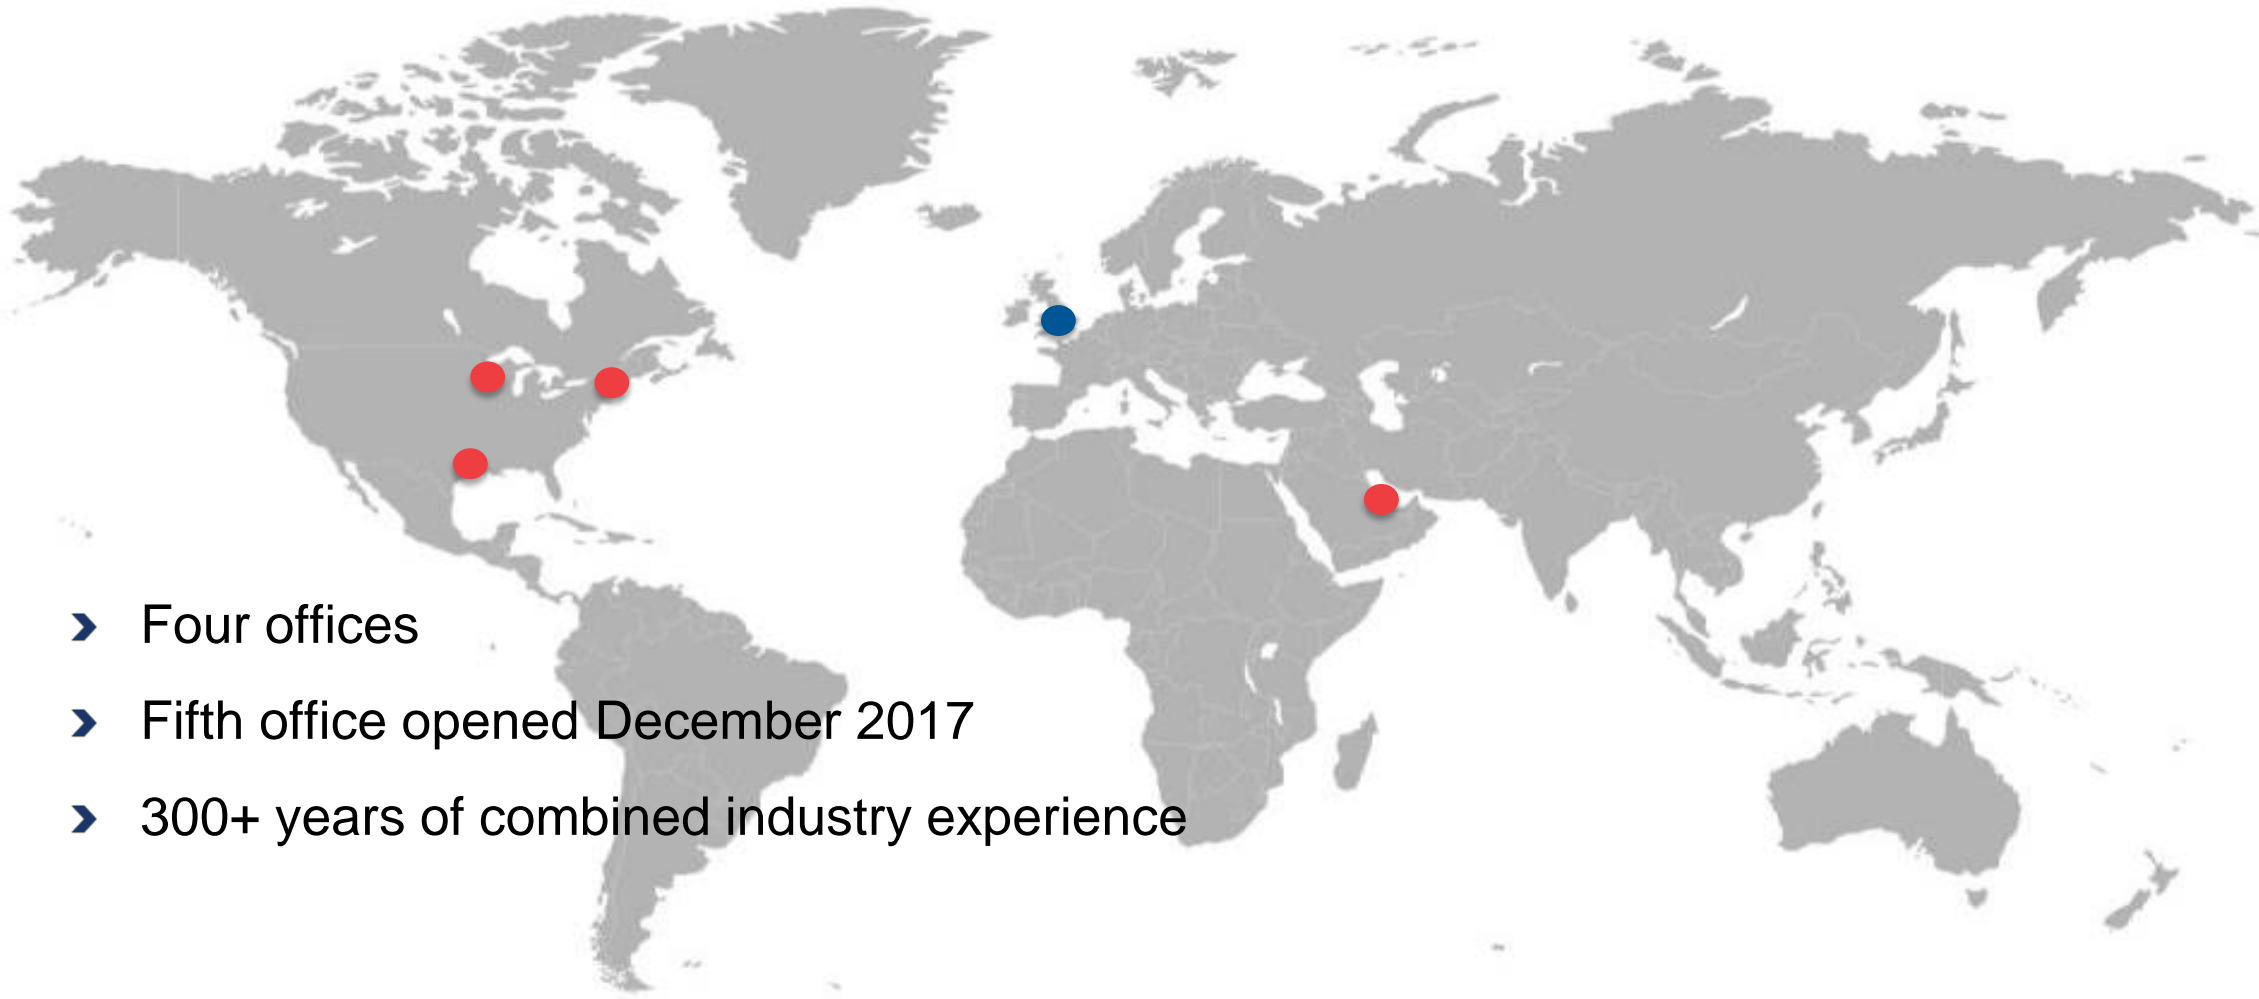 Four offices
Fifth office opened December 2017
300+ years of combined industry experience